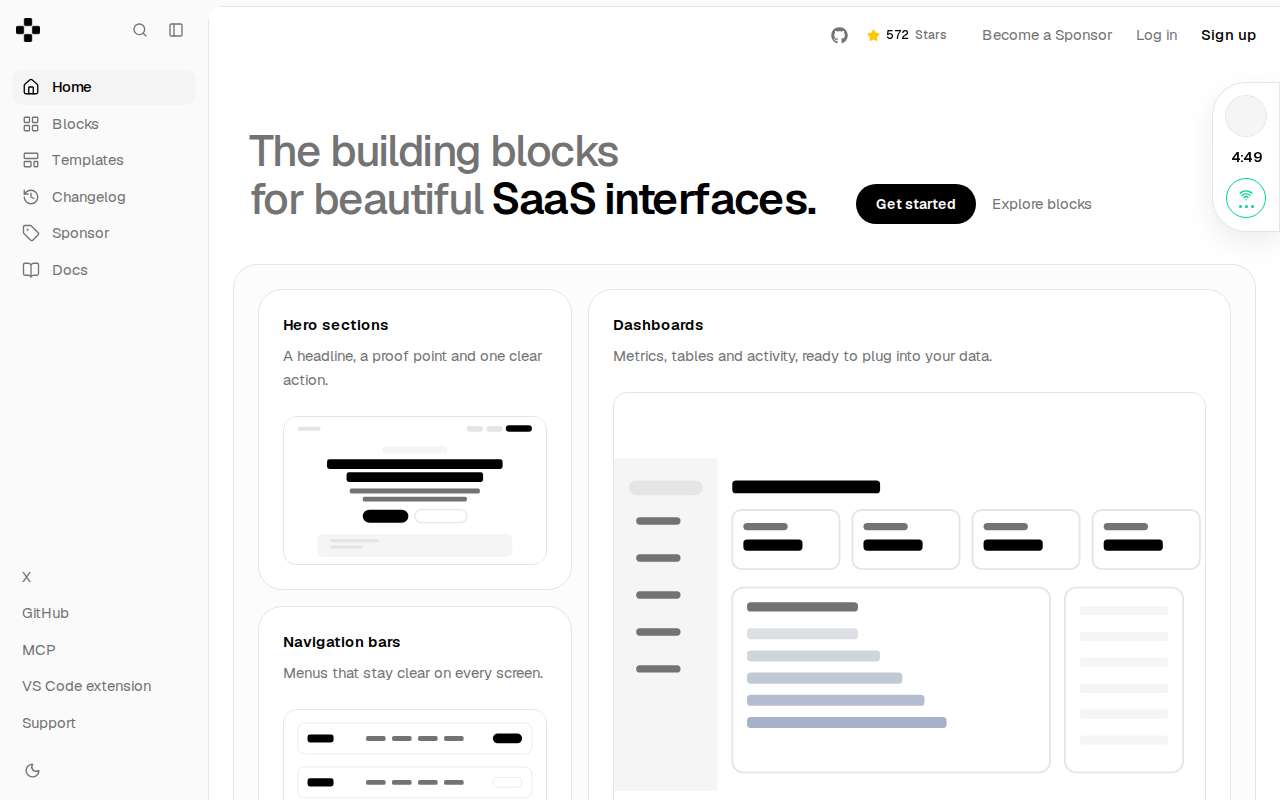 Home
Blocks
Templates
Changelog
Sponsor
Docs
X
GitHub
MCP
VS Code extension
Support
572 Stars
Become a Sponsor
Log in
Sign up
4:49
The building blocks
for beautiful SaaS interfaces.
Get started
Explore blocks
Hero sections
A headline, a proof point and one clear
action.
Navigation bars
Menus that stay clear on every screen.
Dashboards
Metrics, tables and activity, ready to plug into your data.